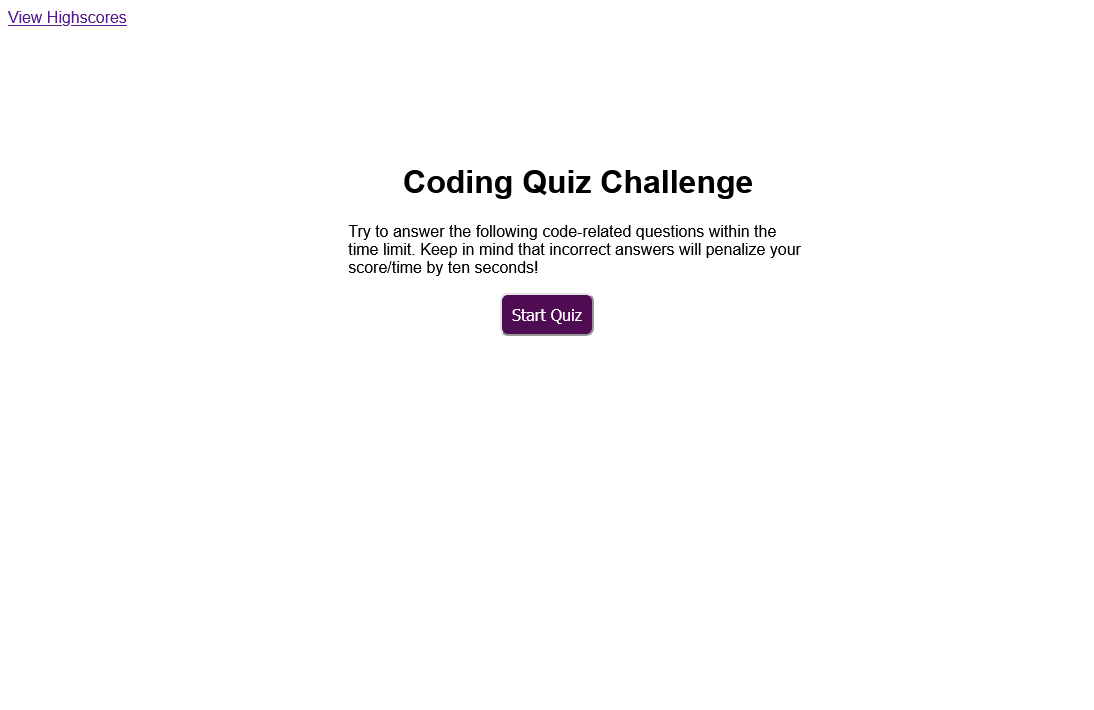 View Highscores
Coding Quiz Challenge
Try to answer the following code-related questions within the
time limit. Keep in mind that incorrect answers will penalize your
score/time by ten seconds!
Start Quiz